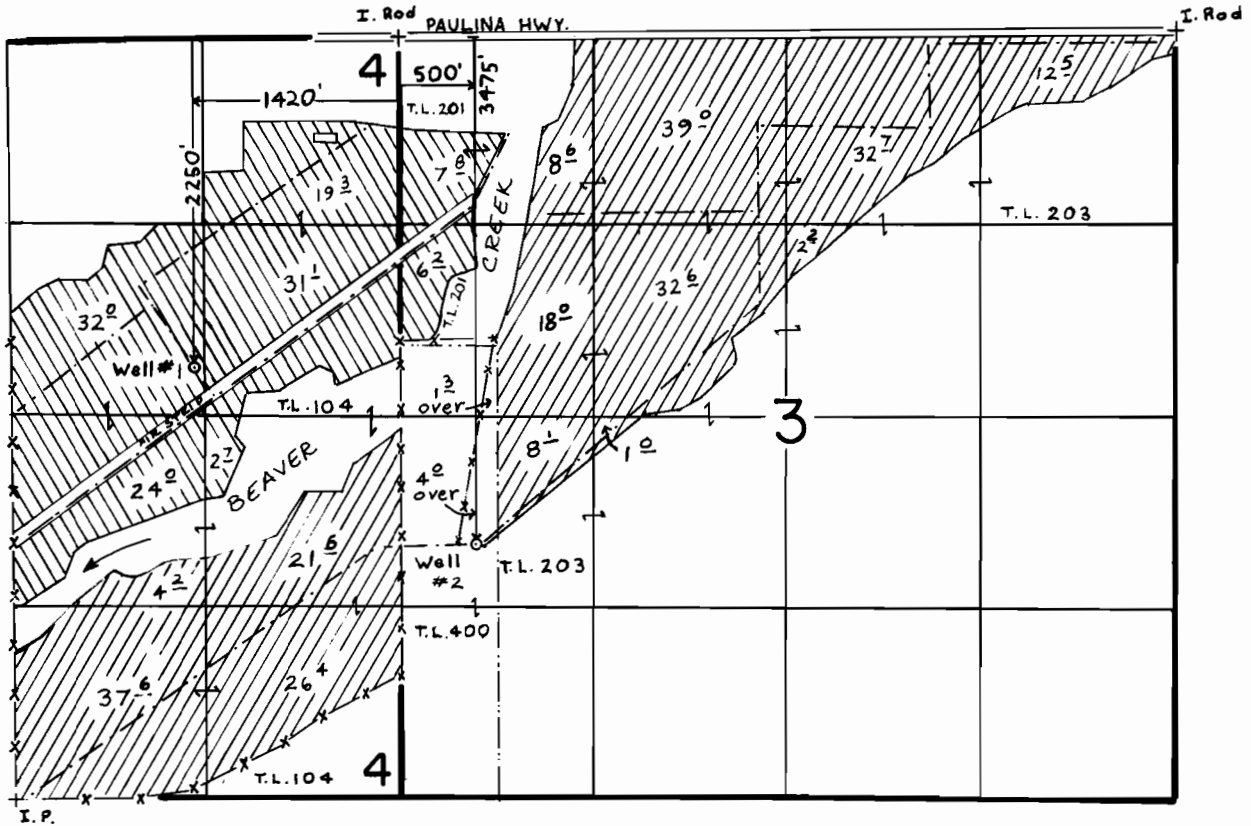 I. Rod
PAULINA HWY.
I. Rod
4
500'
3475'
1420'
T.L. 201
12 5
39 0
2250'
7 8
8 6
32 7
19 3
CREEK
T.L. 203
6 2
2 2
31 1
T.L. 201
32 6
32 0
18 0
Well #1
1 3
over
T.L. 104
3
8 1
1 0
2 7
24 0
BEAVER
4 0
over
21 6
Well
#2
T.L. 203
4 2
T.L. 400
26 4
37 6
T.L. 104
4
I.P.